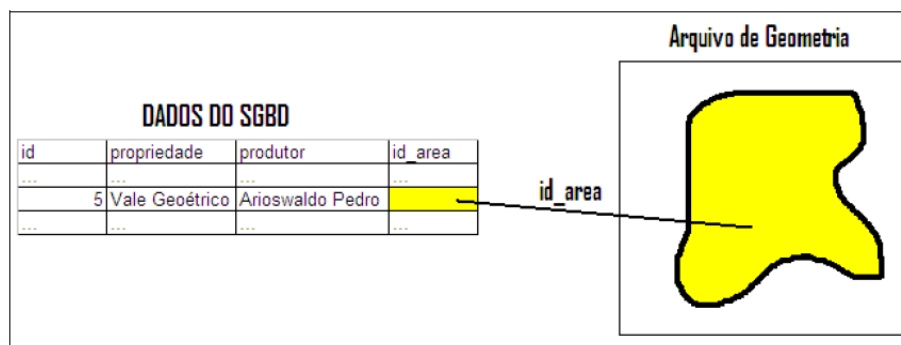 Arquivo de Geometria
DADOS DO SGBD
id propriedade produtor id_area
... ... ... ...
5 Vale Geoétrico Arioswaldo Pedro
... ... ... ...
id_area